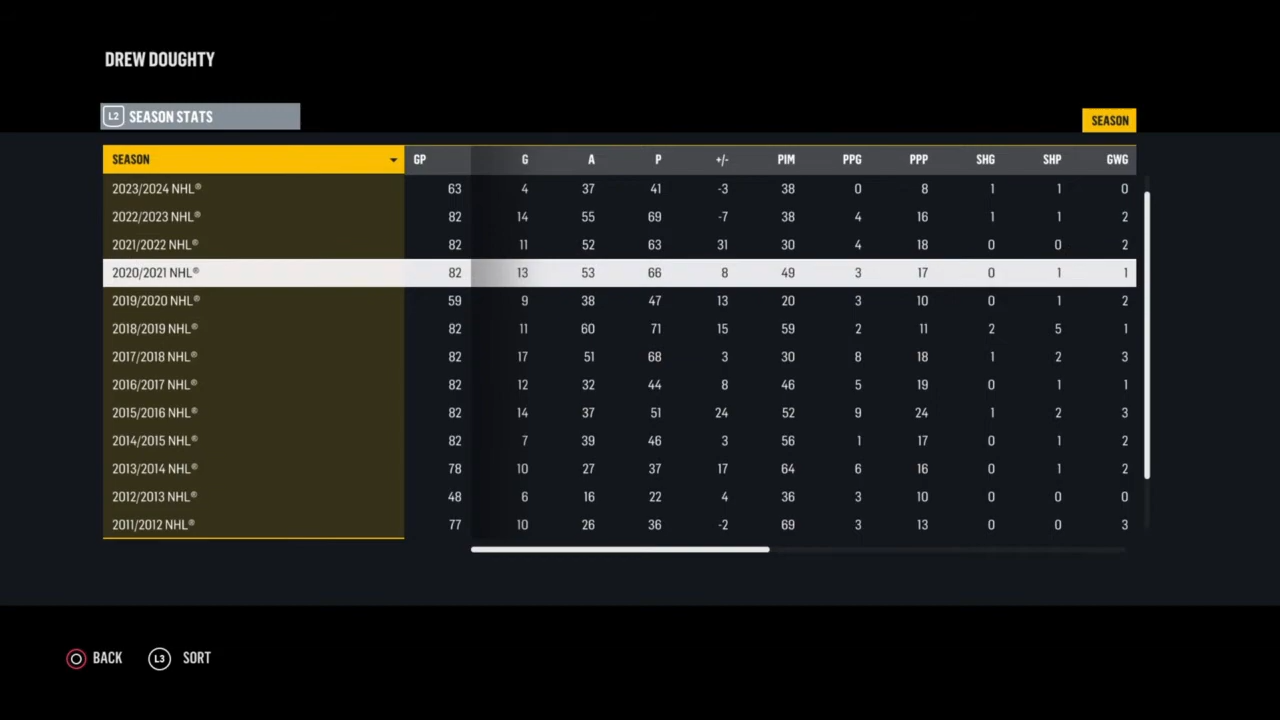 DREW DOUGHTY
L2 SEASON STATS
SEASON
SEASON GP G A P +/- PIM PPG PPP SHG SHP GWG
2023/2024 NHL® 63 4 37 41 -3 38 0 8 1 1 0
2022/2023 NHL® 82 14 55 69 -7 38 4 16 1 1 2
2021/2022 NHL® 82 11 52 63 31 30 4 18 0 0 2
2020/2021 NHL® 82 13 53 66 8 49 3 17 0 1 1
2019/2020 NHL® 59 9 38 47 13 20 3 10 0 1 2
2018/2019 NHL® 82 11 60 71 15 59 2 11 2 5 1
2017/2018 NHL® 82 17 51 68 3 30 8 18 1 2 3
2016/2017 NHL® 82 12 32 44 8 46 5 19 0 1 1
2015/2016 NHL® 82 14 37 51 24 52 9 24 1 2 3
2014/2015 NHL® 82 7 39 46 3 56 1 17 0 1 2
2013/2014 NHL® 78 10 27 37 17 64 6 16 0 1 2
2012/2013 NHL® 48 6 16 22 4 36 3 10 0 0 0
2011/2012 NHL® 77 10 26 36 -2 69 3 13 0 0 3
BACK L3 SORT